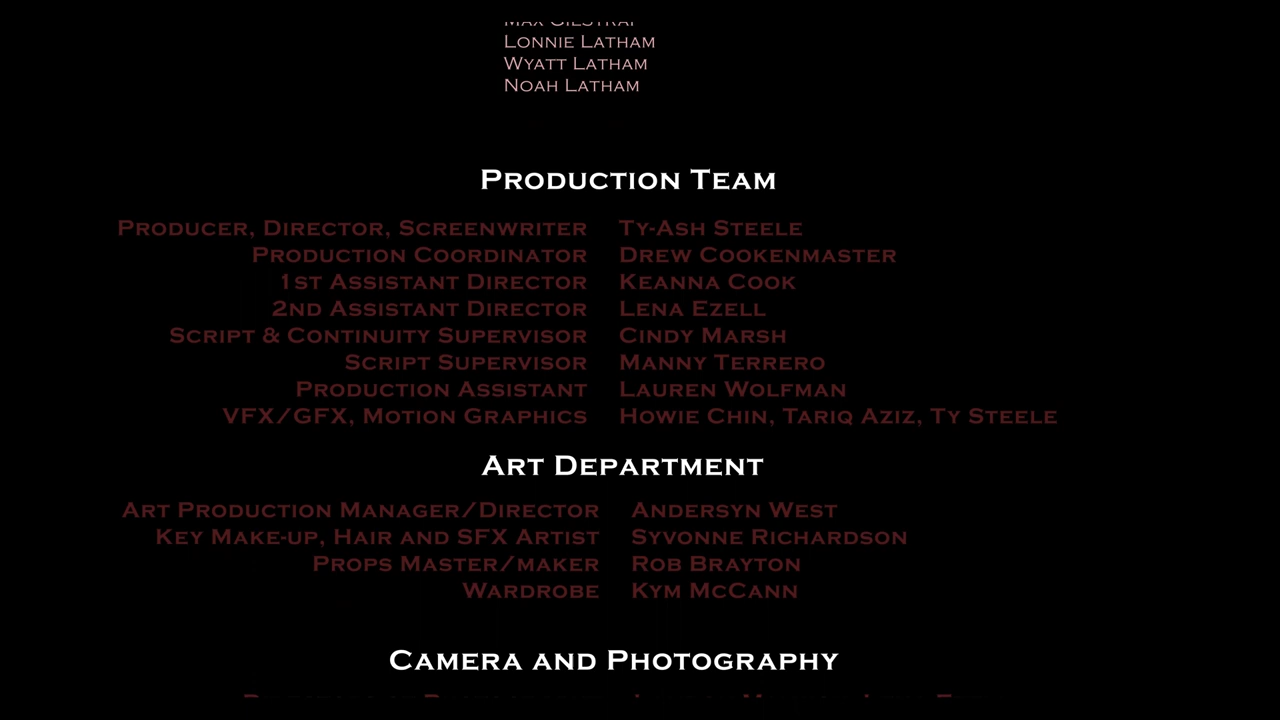 Lonnie Latham
Wyatt Latham
Noah Latham
Production Team
Producer, Director, Screenwriter Ty-Ash Steele
Production Coordinator Drew Cookenmaster
1st Assistant Director Keanna Cook
2nd Assistant Director Lena Ezell
Script & Continuity Supervisor Cindy Marsh
Script Supervisor Manny Terrero
Production Assistant Lauren Wolfman
VFX/GFX, Motion Graphics Howie Chin, Tariq Aziz, Ty Steele
Art Department
Art Production Manager/Director Andersyn West
Key Make-up, Hair and SFX Artist Syvonne Richardson
Props Master/maker Rob Brayton
Wardrobe Kym McCann
Camera and Photography